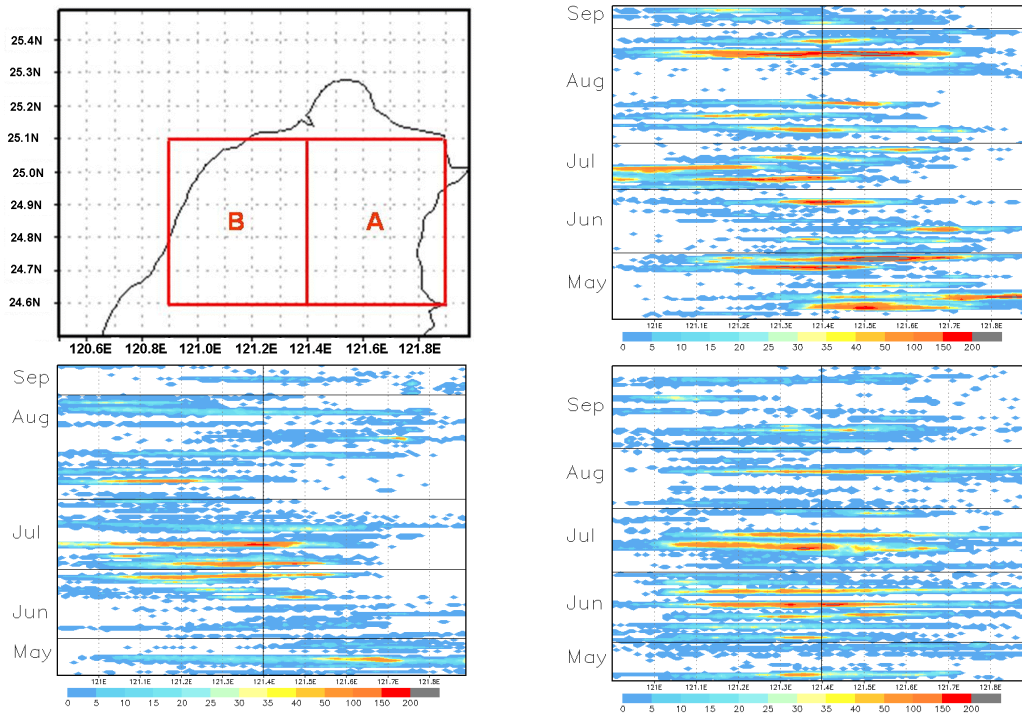 25.4N
25.3N
25.2N
25.1N
25.0N
24.9N
24.8N
24.7N
24.6N
B
A
120.6E 120.8E 121.0E 121.2E 121.4E 121.6E 121.8E
Sep
Aug
Jul
Jun
May
121E 121.1E 121.2E 121.3E 121.4E 121.5E 121.6E 121.7E 121.8E
0 5 10 15 20 25 30 35 40 50 100 150 200
Sep
Aug
Jul
Jun
May
121E 121.1E 121.2E 121.3E 121.4E 121.5E 121.6E 121.7E 121.8E
0 5 10 15 20 25 30 35 40 50 100 150 200
Sep
Aug
Jul
Jun
May
121E 121.1E 121.2E 121.3E 121.4E 121.5E 121.6E 121.7E 121.8E
0 5 10 15 20 25 30 35 40 50 100 150 200